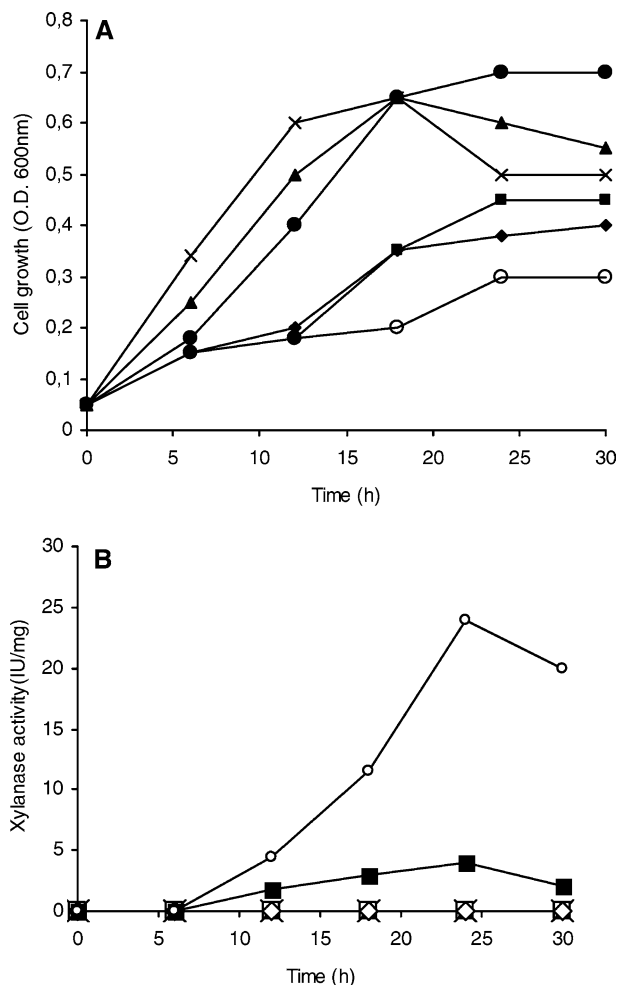 A
Cell growth (O.D. 600nm)
0,8
0,7
0,6
0,5
0,4
0,3
0,2
0,1
0
0 5 10 15 20 25 30
Time (h)
B
Xylanase activity(IU/mg)
30
25
20
15
10
5
0
0 5 10 15 20 25 30
Time (h)